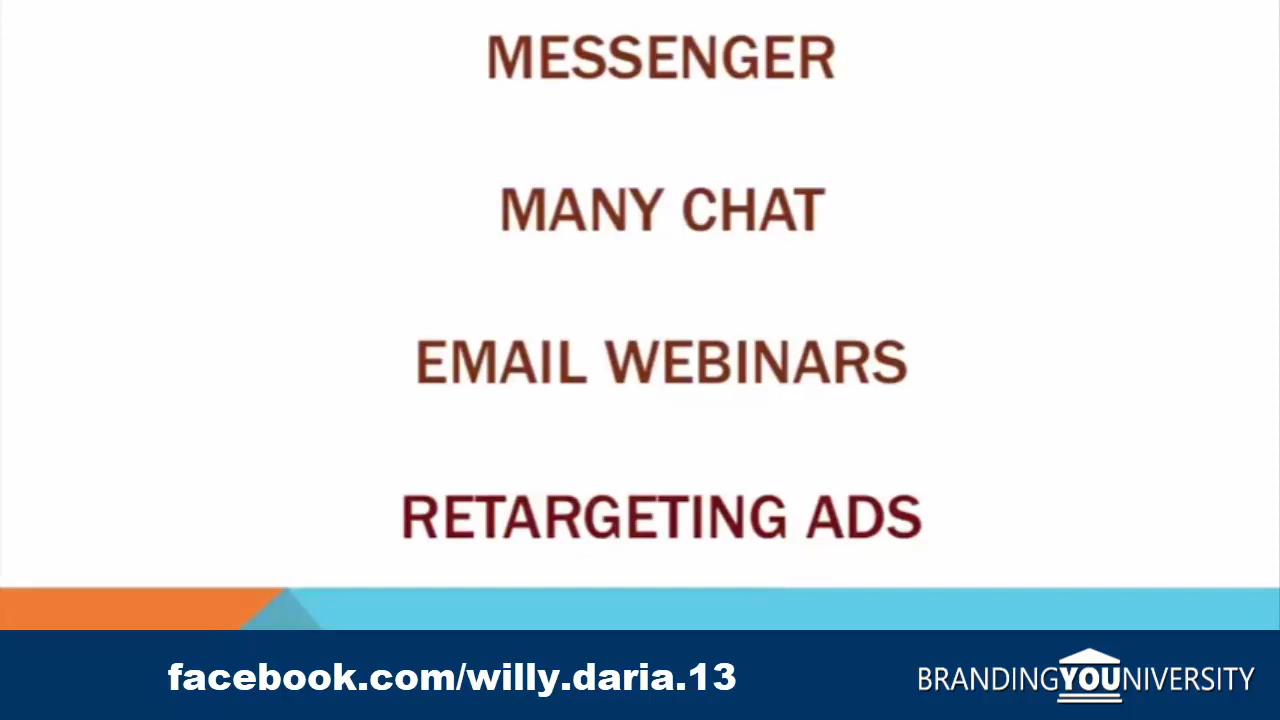 MESSENGER
MANY CHAT
EMAIL WEBINARS
RETARGETING ADS
facebook.com/willy.daria.13
BRANDINGYOUNIVERSITY